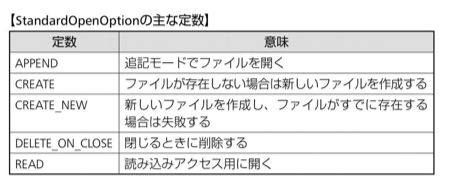 【StandardOpenOptionの主な定数】
定数 意味
APPEND 追記モードでファイルを開く
CREATE ファイルが存在しない場合は新しいファイルを作成する
CREATE_NEW 新しいファイルを作成し、ファイルがすでに存在する
場合は失敗する
DELETE_ON_CLOSE 閉じるときに削除する
READ 読み込みアクセス用に開く